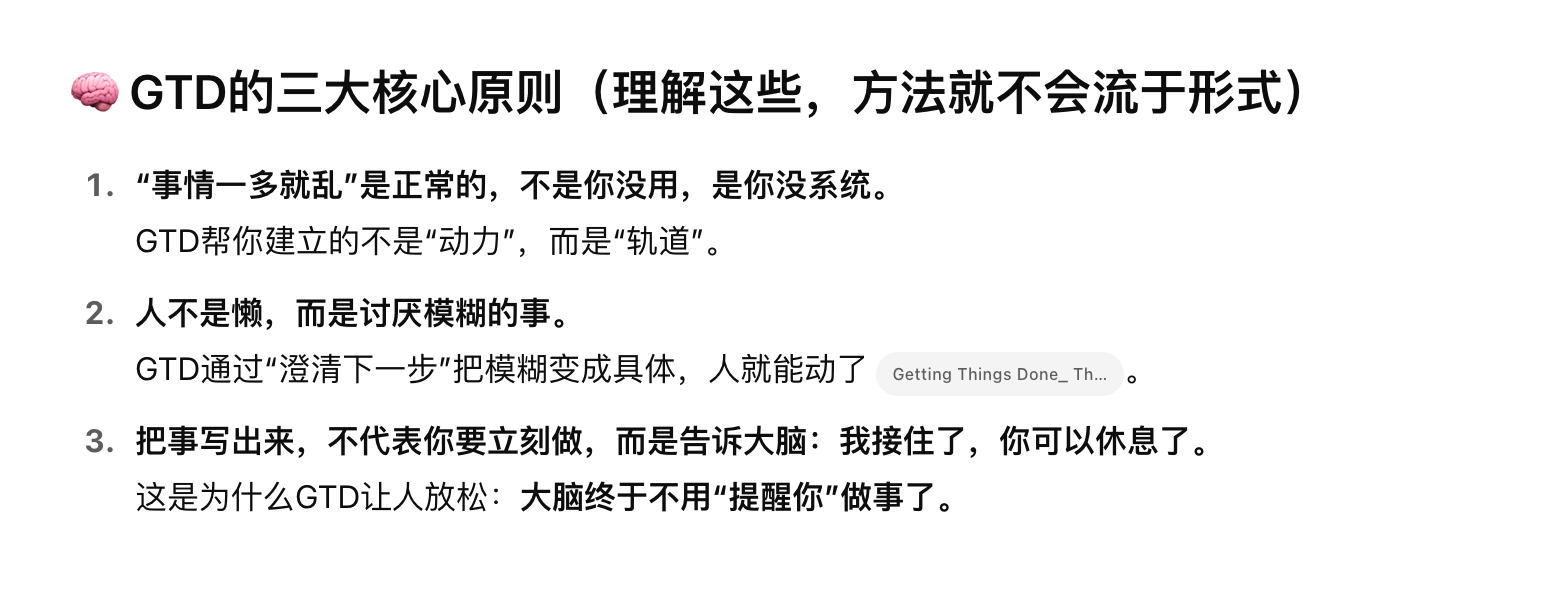 🧠 GTD的三大核心原则（理解这些，方法就不会流于形式）
1. “事情一多就乱”是正常的，不是你没用，是你没系统。
GTD帮你建立的不是“动力”，而是“轨道”。
2. 人不是懒，而是讨厌模糊的事。
GTD通过“澄清下一步”把模糊变成具体，人就能动了 Getting Things Done_ Th... 。
3. 把事写出来，不代表你要立刻做，而是告诉大脑：我接住了，你可以休息了。
这是为什么GTD让人放松：大脑终于不用“提醒你”做事了。